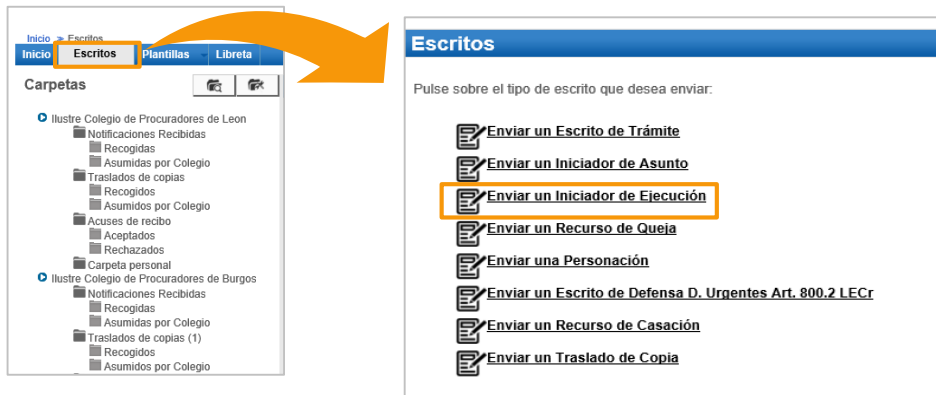 Inicio > Escritos
Inicio Escritos Plantillas Libreta
Carpetas
Ilustre Colegio de Procuradores de Leon
Notificaciones Recibidas
Recogidas
Asumidas por Colegio
Traslados de copias
Recogidos
Asumidos por Colegio
Acuses de recibo
Aceptados
Rechazados
Carpeta personal
Ilustre Colegio de Procuradores de Burgos
Notificaciones Recibidas
Recogidas
Asumidas por Colegio
Traslados de copias (1)
Recogidos
Asumidos por Colegio
Escritos
Pulse sobre el tipo de escrito que desea enviar:
Enviar un Escrito de Trámite
Enviar un Iniciador de Asunto
Enviar un Iniciador de Ejecución
Enviar un Recurso de Queja
Enviar una Personación
Enviar un Escrito de Defensa D. Urgentes Art. 800.2 LECr
Enviar un Recurso de Casación
Enviar un Traslado de Copia